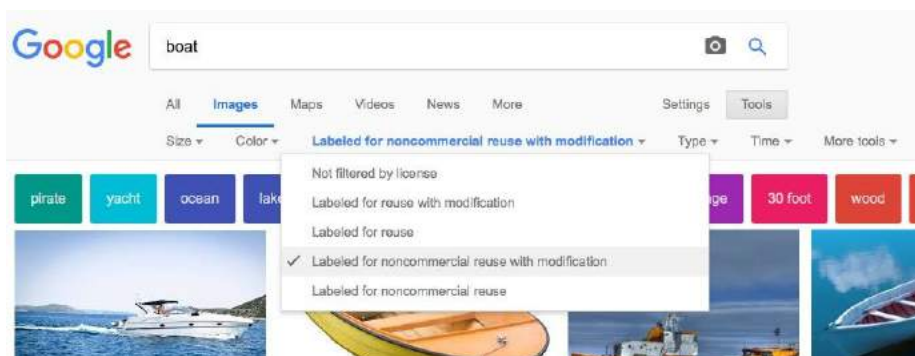 Google boat
All Images Maps Videos News More Settings Tools
Size Color Labeled for noncommercial reuse with modification Type Time More tools
Not filtered by license
Labeled for reuse with modification
Labeled for reuse
Labeled for noncommercial reuse with modification
Labeled for noncommercial reuse
pirate yacht ocean 30 foot wood